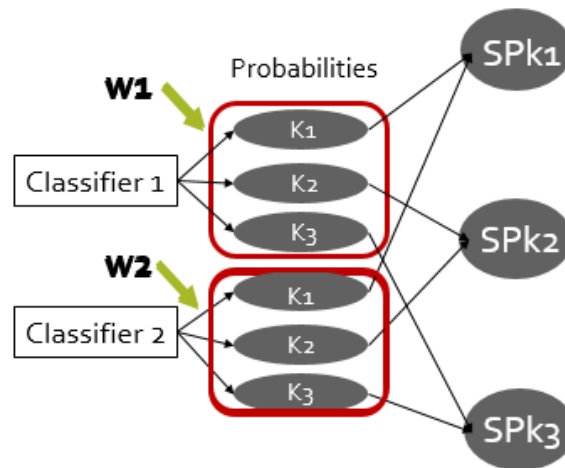 SPk1
Probabilities
W1
K1
Classifier 1
K2
K3
SPk2
W2
K1
Classifier 2
K2
K3
SPk3